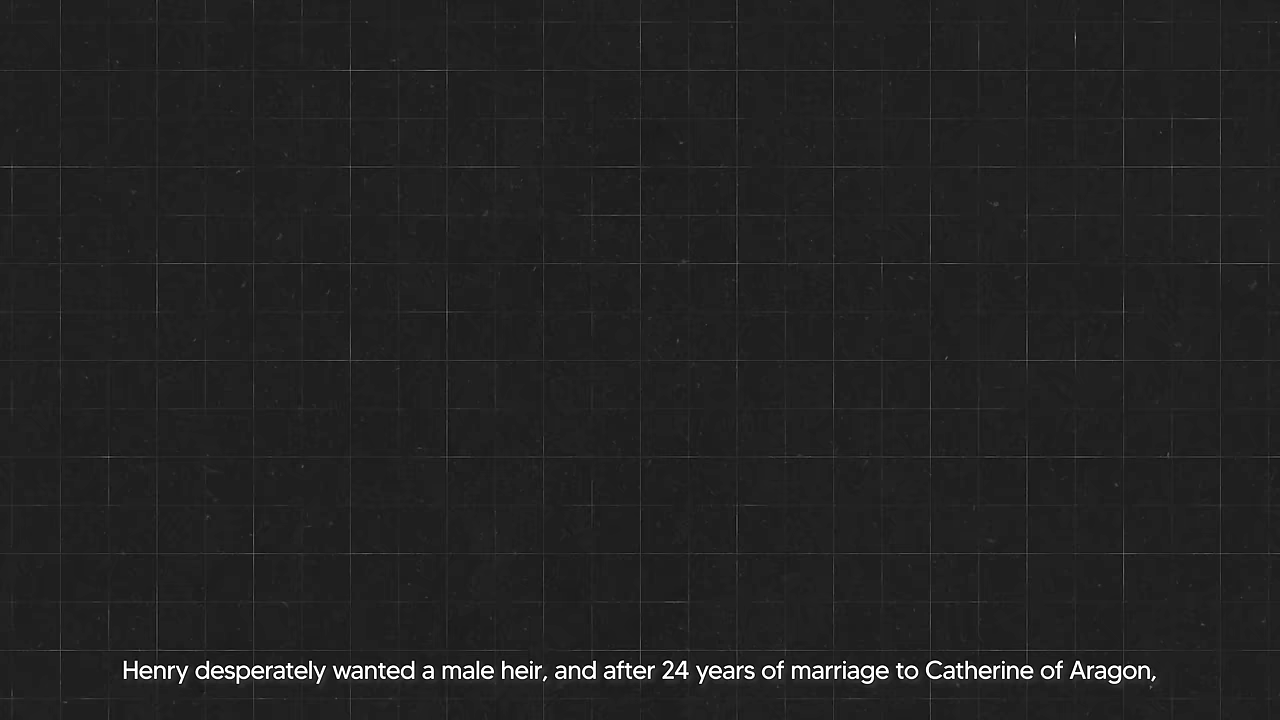 Henry desperately wanted a male heir, and after 24 years of marriage to Catherine of Aragon,